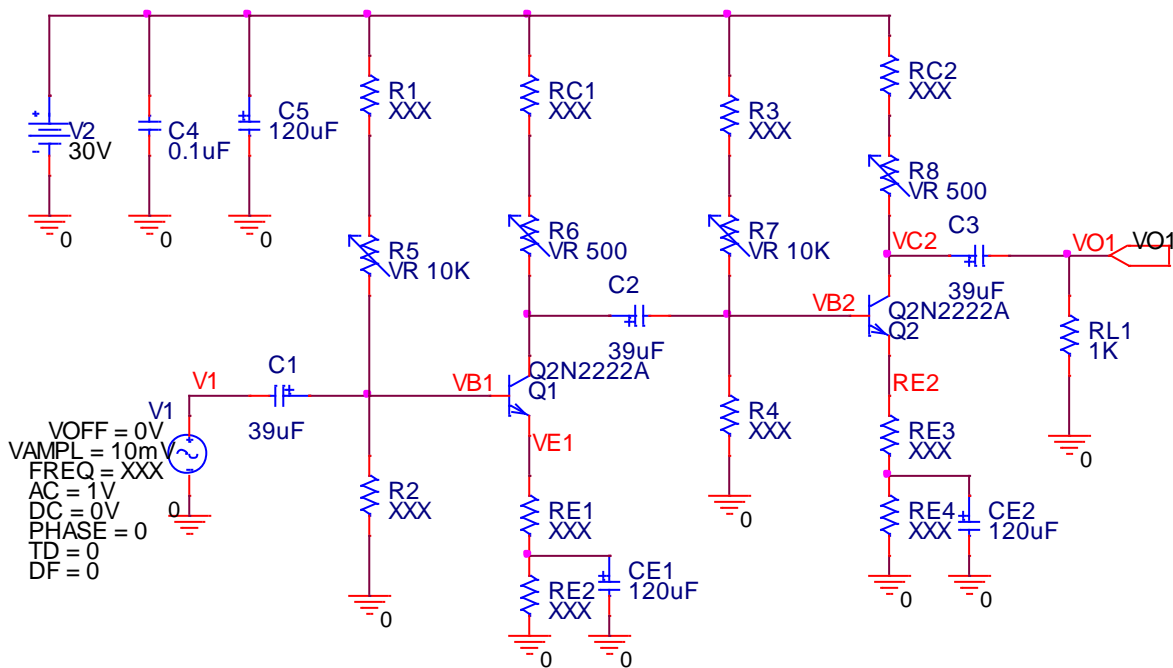 V2
30V
0
C4
0.1uF
0
C5
120uF
0
R1
XXX
R5
VR 10K
RC1
XXX
R6
VR 500
R3
XXX
R7
VR 10K
RC2
XXX
R8
VR 500
C2
39uF
VC2
C3
39uF
VO1
VO1
RL1
1K
0
V1
C1
39uF
VB1
Q2N2222A
Q1
VE1
VB2
Q2N2222A
Q2
RE2
V1
VOFF = 0V
VAMPL = 10mV
FREQ = XXX
AC = 1V
DC = 0V
PHASE = 0
TD = 0
DF = 0
0
R2
XXX
0
RE1
XXX
RE2
XXX
0
CE1
120uF
0
R4
XXX
0
RE3
XXX
RE4
XXX
0
CE2
120uF
0